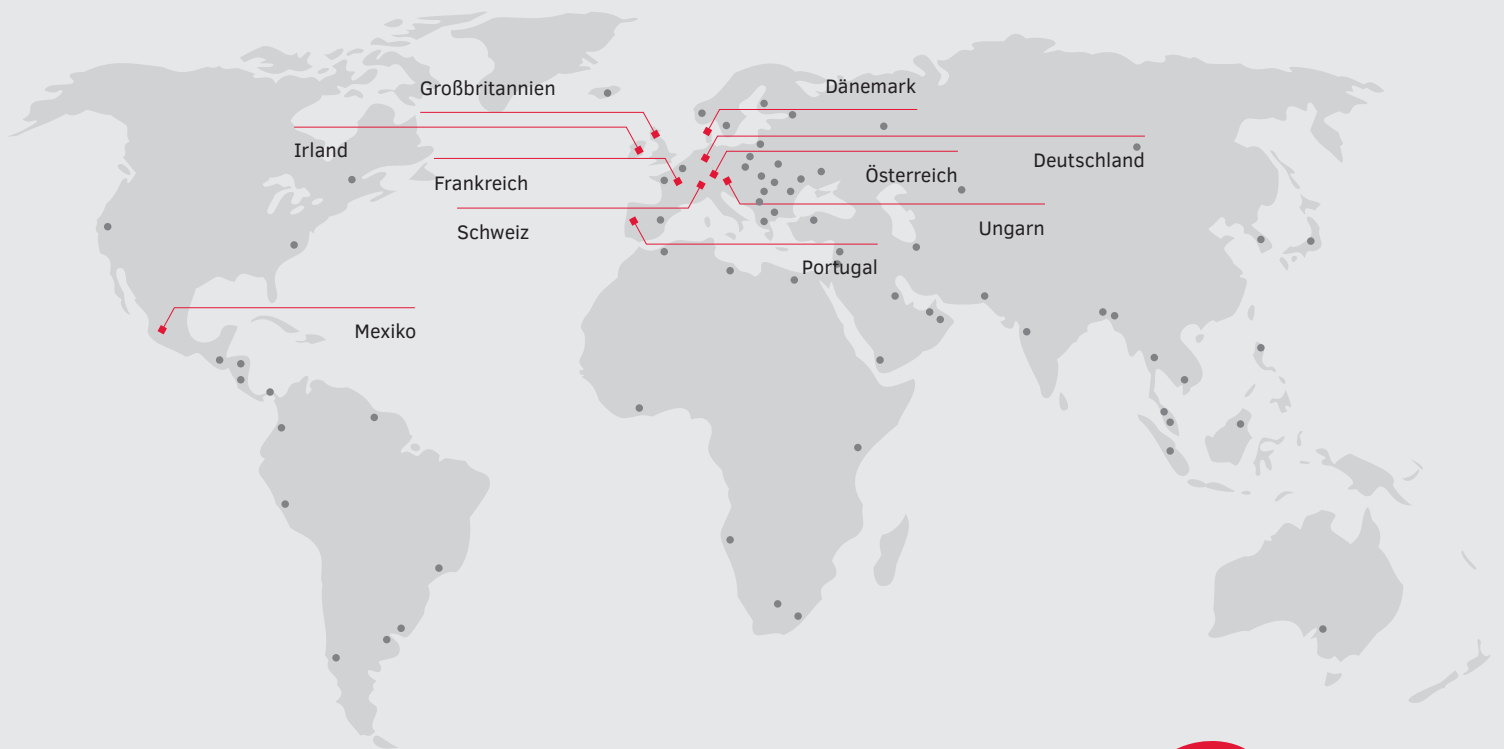 Großbritannien
Dänemark
Irland
Deutschland
Frankreich
Österreich
Schweiz
Ungarn
Portugal
Mexiko